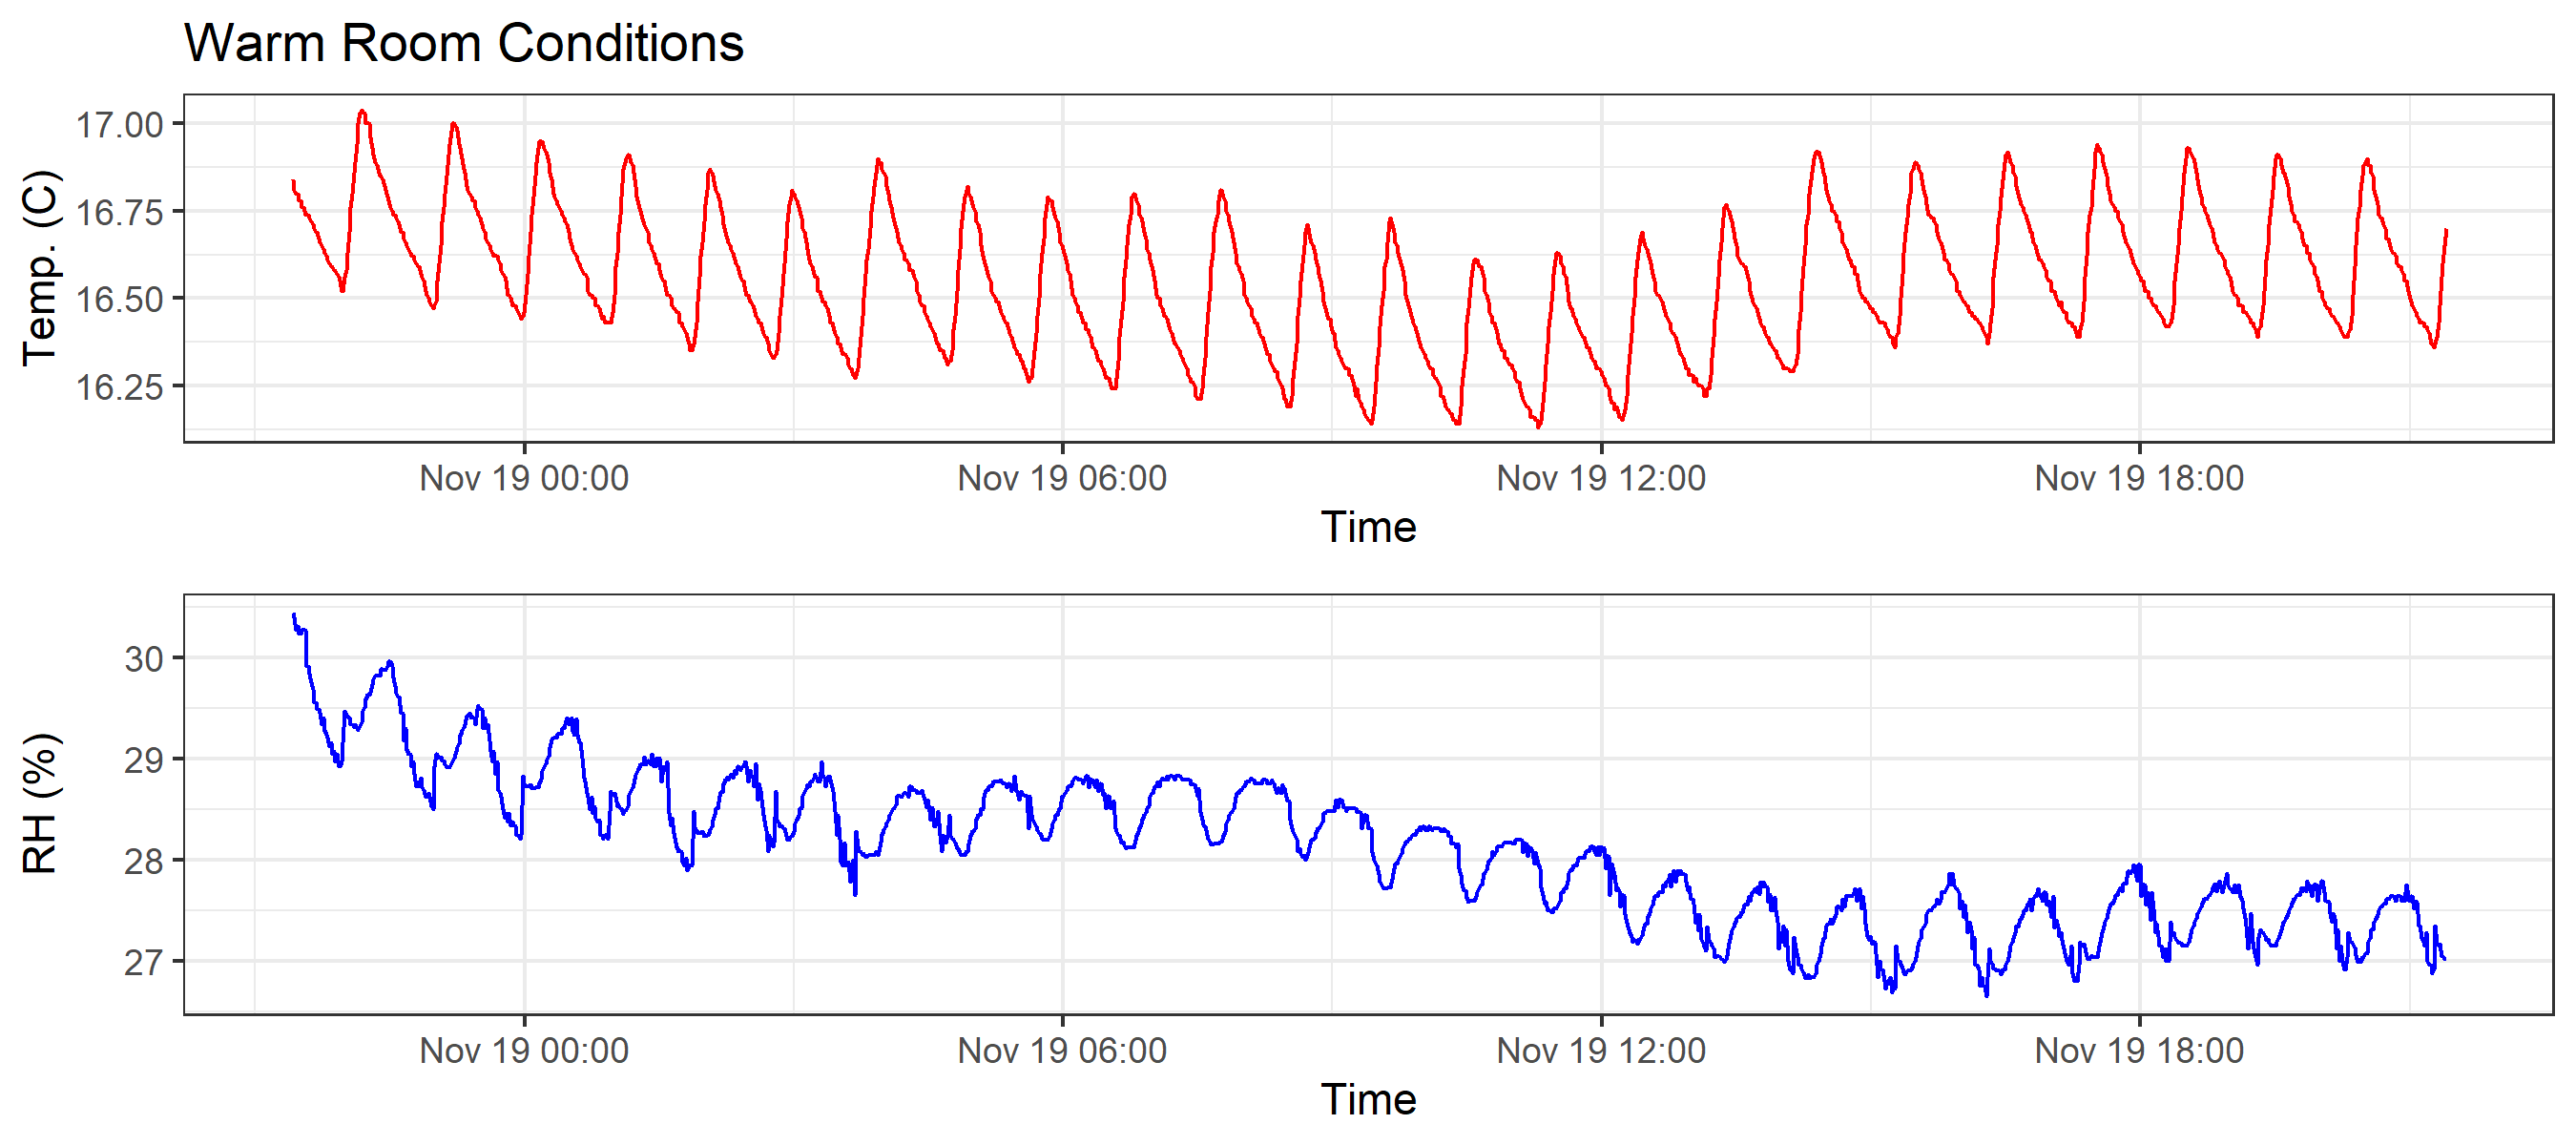 Warm Room Conditions
Temp. (C)
17.00
16.75
16.50
16.25
Nov 19 00:00 Nov 19 06:00 Nov 19 12:00 Nov 19 18:00
Time
RH (%)
30
29
28
27
Nov 19 00:00 Nov 19 06:00 Nov 19 12:00 Nov 19 18:00
Time